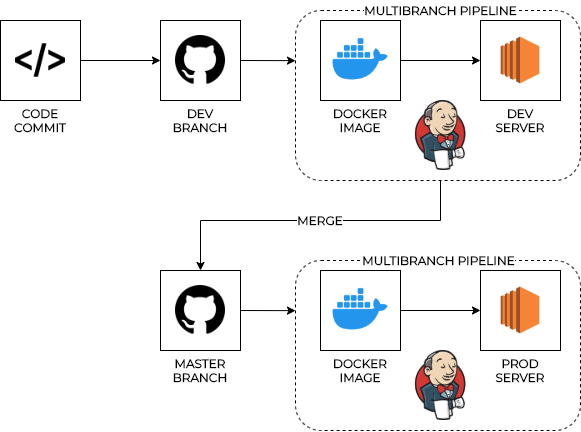 MULTIBRANCH PIPELINE
</>
CODE
COMMIT
DEV
BRANCH
DOCKER
IMAGE
DEV
SERVER
MERGE
MULTIBRANCH PIPELINE
MASTER
BRANCH
DOCKER
IMAGE
PROD
SERVER